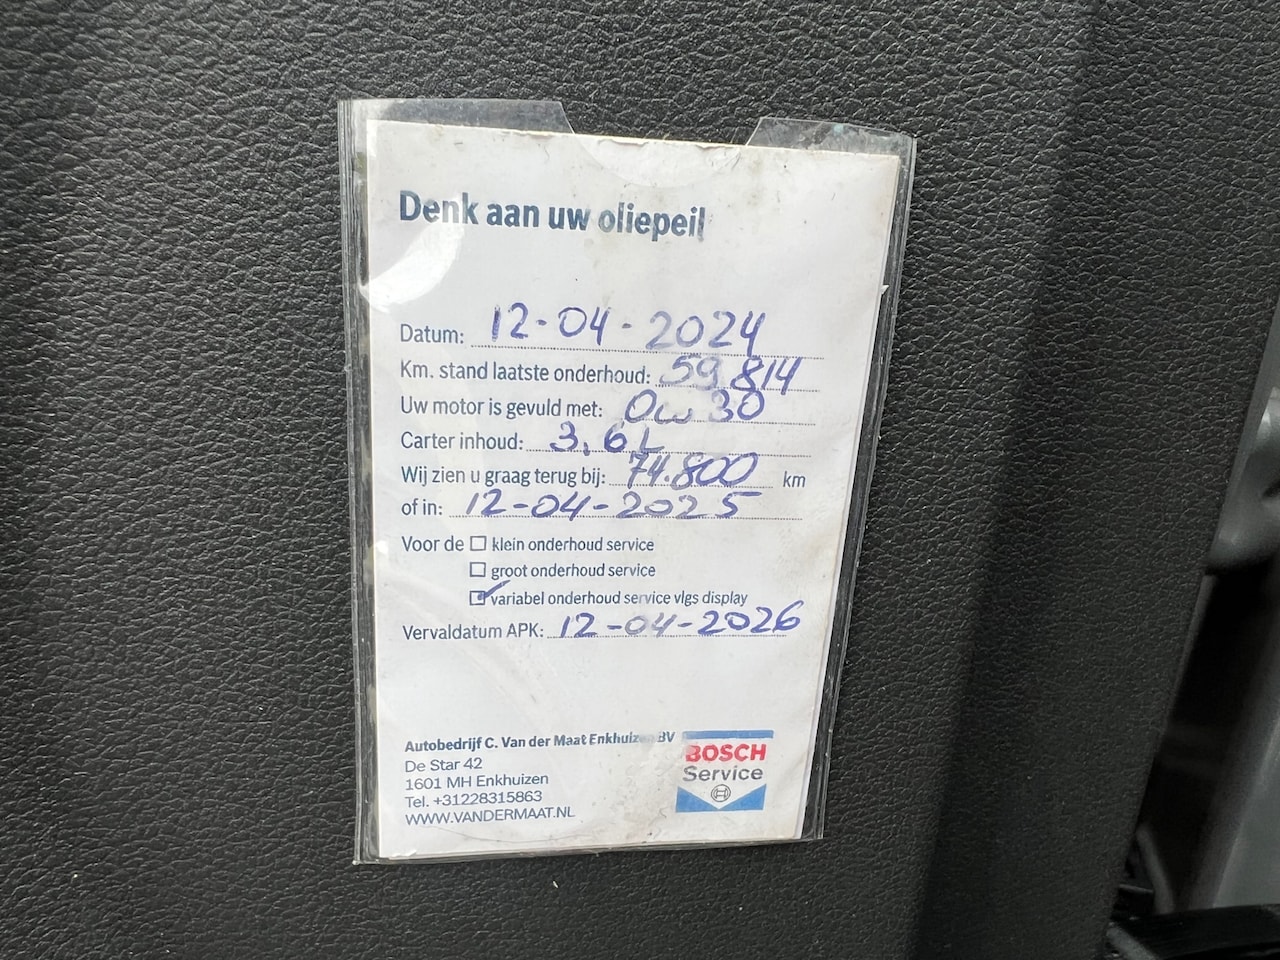 Denk aan uw oliepeil
Datum: 12-04-2024
Km. stand laatste onderhoud: 59 814
Uw motor is gevuld met: 0w 30
Carter inhoud: 3,6 L
Wij zien u graag terug bij: 74.800 km
of in: 12-04-2025
Voor de klein onderhoud service
groot onderhoud service
variabel onderhoud service vlgs display
Vervaldatum APK: 12-04-2026
Autobedrijf C. Van der Maat Enkhuizen BV
De Star 42
1601 MH Enkhuizen
Tel. +31228315863
WWW.VANDERMAAT.NL
BOSCH
Service